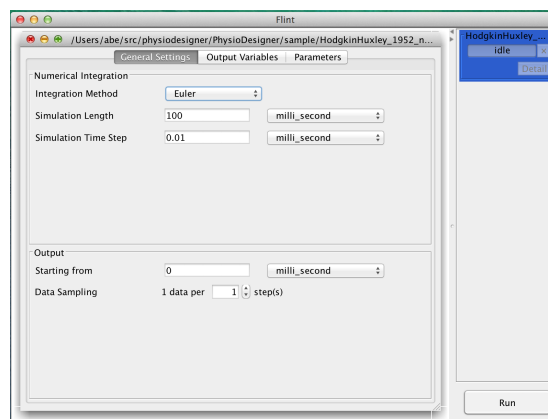 Flint
/Users/abe/src/physiodesigner/PhysioDesigner/sample/HodgkinHuxley_1952_n...
General Settings Output Variables Parameters
Numerical Integration
Integration Method Euler
Simulation Length 100 milli_second
Simulation Time Step 0.01 milli_second
Output
Starting from 0 milli_second
Data Sampling 1 data per 1 step(s)
HodgkinHuxley_...
idle
Detail
Run